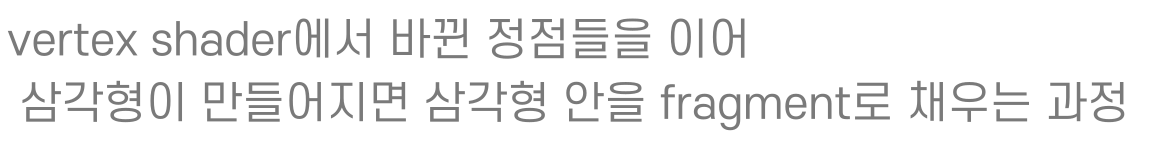 vertex shader에서 바뀐 정점들을 이어
삼각형이 만들어지면 삼각형 안을 fragment로 채우는 과정